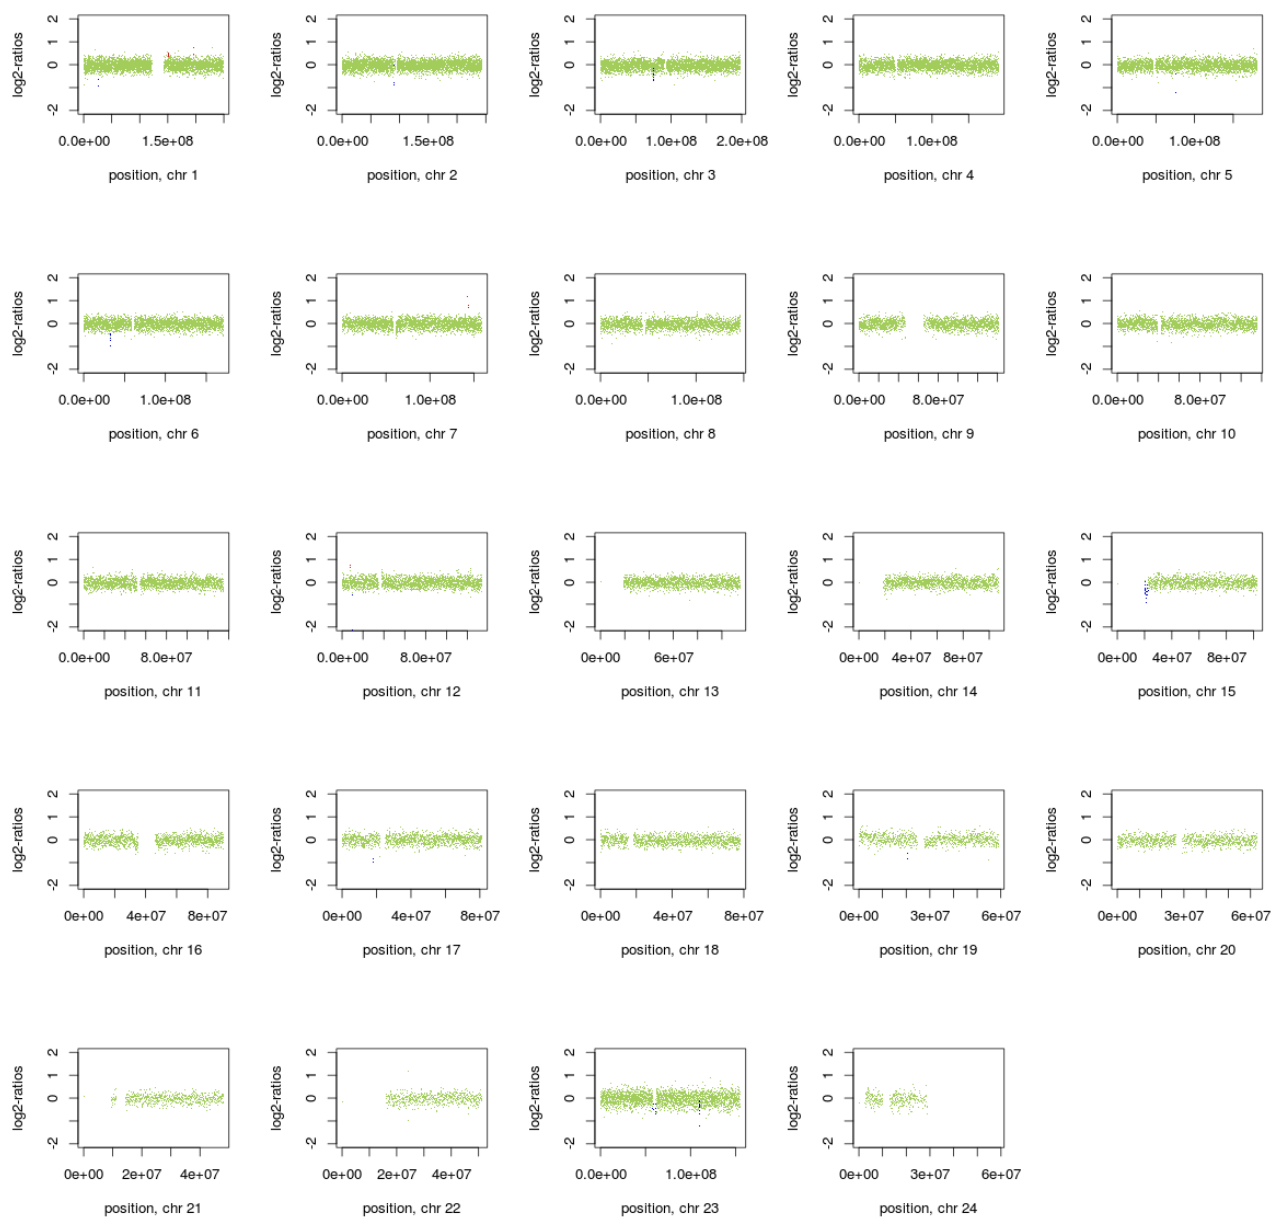 log2-ratios
-2 0 1 2
0.0e+00 1.5e+08
position, chr 1
log2-ratios
-2 0 1 2
0.0e+00 1.5e+08
position, chr 2
log2-ratios
-2 0 1 2
0.0e+00 1.0e+08 2.0e+08
position, chr 3
log2-ratios
-2 0 1 2
0.0e+00 1.0e+08
position, chr 4
log2-ratios
-2 0 1 2
0.0e+00 1.0e+08
position, chr 5
log2-ratios
-2 0 1 2
0.0e+00 1.0e+08
position, chr 6
log2-ratios
-2 0 1 2
0.0e+00 1.0e+08
position, chr 7
log2-ratios
-2 0 1 2
0.0e+00 1.0e+08
position, chr 8
log2-ratios
-2 0 1 2
0.0e+00 8.0e+07
position, chr 9
log2-ratios
-2 0 1 2
0.0e+00 8.0e+07
position, chr 10
log2-ratios
-2 0 1 2
0.0e+00 8.0e+07
position, chr 11
log2-ratios
-2 0 1 2
0.0e+00 8.0e+07
position, chr 12
log2-ratios
-2 0 1 2
0e+00 6e+07
position, chr 13
log2-ratios
-2 0 1 2
0e+00 4e+07 8e+07
position, chr 14
log2-ratios
-2 0 1 2
0e+00 4e+07 8e+07
position, chr 15
log2-ratios
-2 0 1 2
0e+00 4e+07 8e+07
position, chr 16
log2-ratios
-2 0 1 2
0e+00 4e+07 8e+07
position, chr 17
log2-ratios
-2 0 1 2
0e+00 4e+07 8e+07
position, chr 18
log2-ratios
-2 0 1 2
0e+00 3e+07 6e+07
position, chr 19
log2-ratios
-2 0 1 2
0e+00 3e+07 6e+07
position, chr 20
log2-ratios
-2 0 1 2
0e+00 2e+07 4e+07
position, chr 21
log2-ratios
-2 0 1 2
0e+00 2e+07 4e+07
position, chr 22
log2-ratios
-2 0 1 2
0.0e+00 1.0e+08
position, chr 23
log2-ratios
-2 0 1 2
0e+00 3e+07 6e+07
position, chr 24